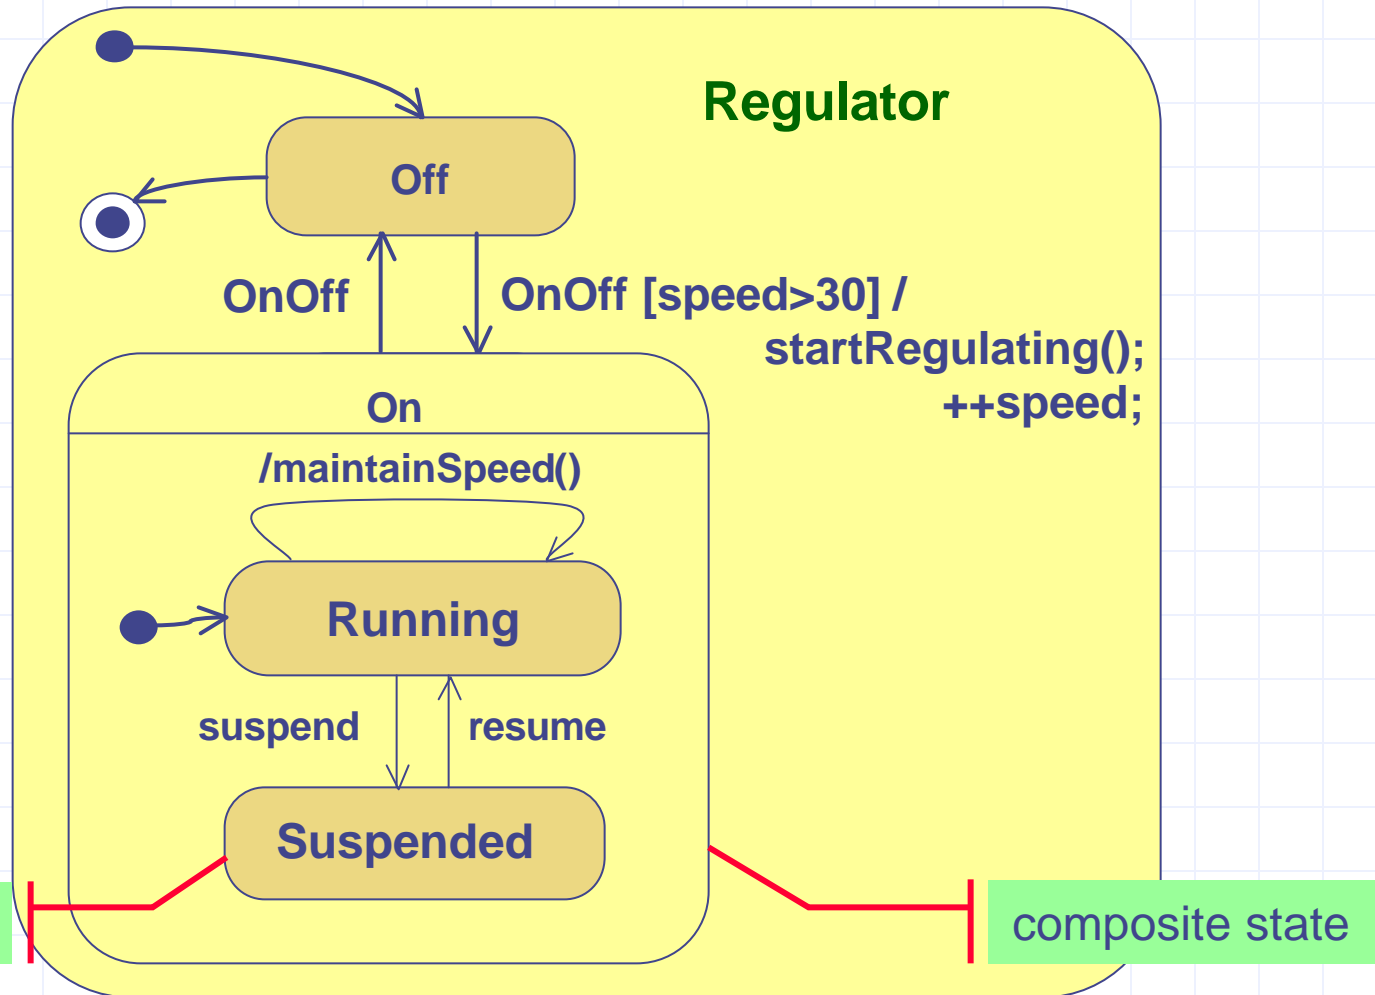 Regulator
Off
OnOff
OnOff [speed>30] /
startRegulating();
++speed;
On
/maintainSpeed()
Running
suspend
resume
Suspended
composite state